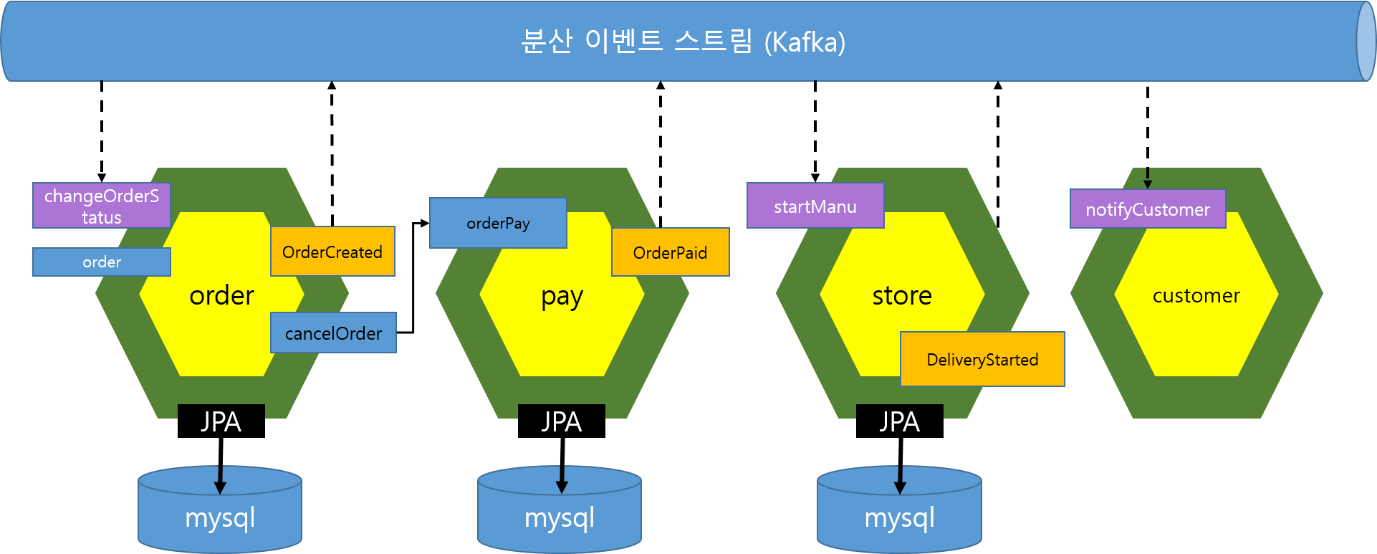 분산 이벤트 스트림 (Kafka)
changeOrderS
tatus
order
OrderCreated
order
cancelOrder
JPA
mysql
orderPay
OrderPaid
pay
JPA
mysql
startManu
store
DeliveryStarted
JPA
mysql
notifyCustomer
customer